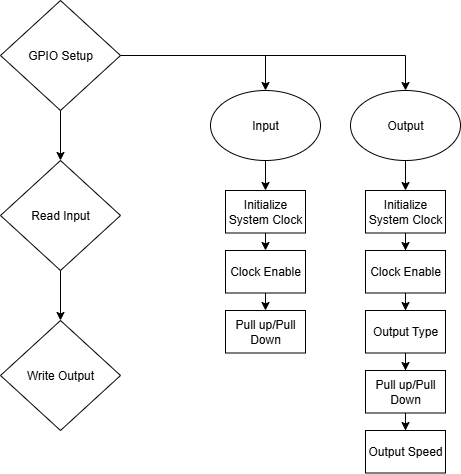 GPIO Setup
Input
Output
Read Input
Initialize
System Clock
Initialize
System Clock
Clock Enable
Clock Enable
Pull up/Pull
Down
Output Type
Write Output
Pull up/Pull
Down
Output Speed